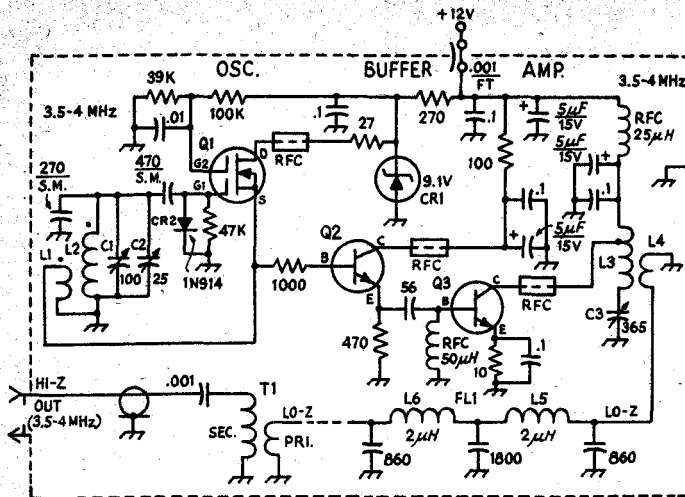 +12V
OSC.
BUFFER
.001
FT
AMP.
3.5-4 MHz
39K
100K
.1
270
.1
+
5µF
15V
RFC
25µH
3.5-4 MHz
.01
Q1
D
RFC
27
100
5µF
15V
+
G2
270
S.M.
470
S.M.
G1
S
9.1V
CR1
.1
.1
CR2
47K
Q2
C
RFC
+
5µF
15V
L1
L2
C1
100
C2
25
1N914
1000
B
E
56
Q3
C
B
E
RFC
L3
L4
C3
365
470
RFC
50µH
10
.1
HI-Z
OUT
(3.5-4MHz)
.001
T1
SEC.
LO-Z
PRI.
L6
2µH
FL1
L5
2µH
LO-Z
860
1800
860